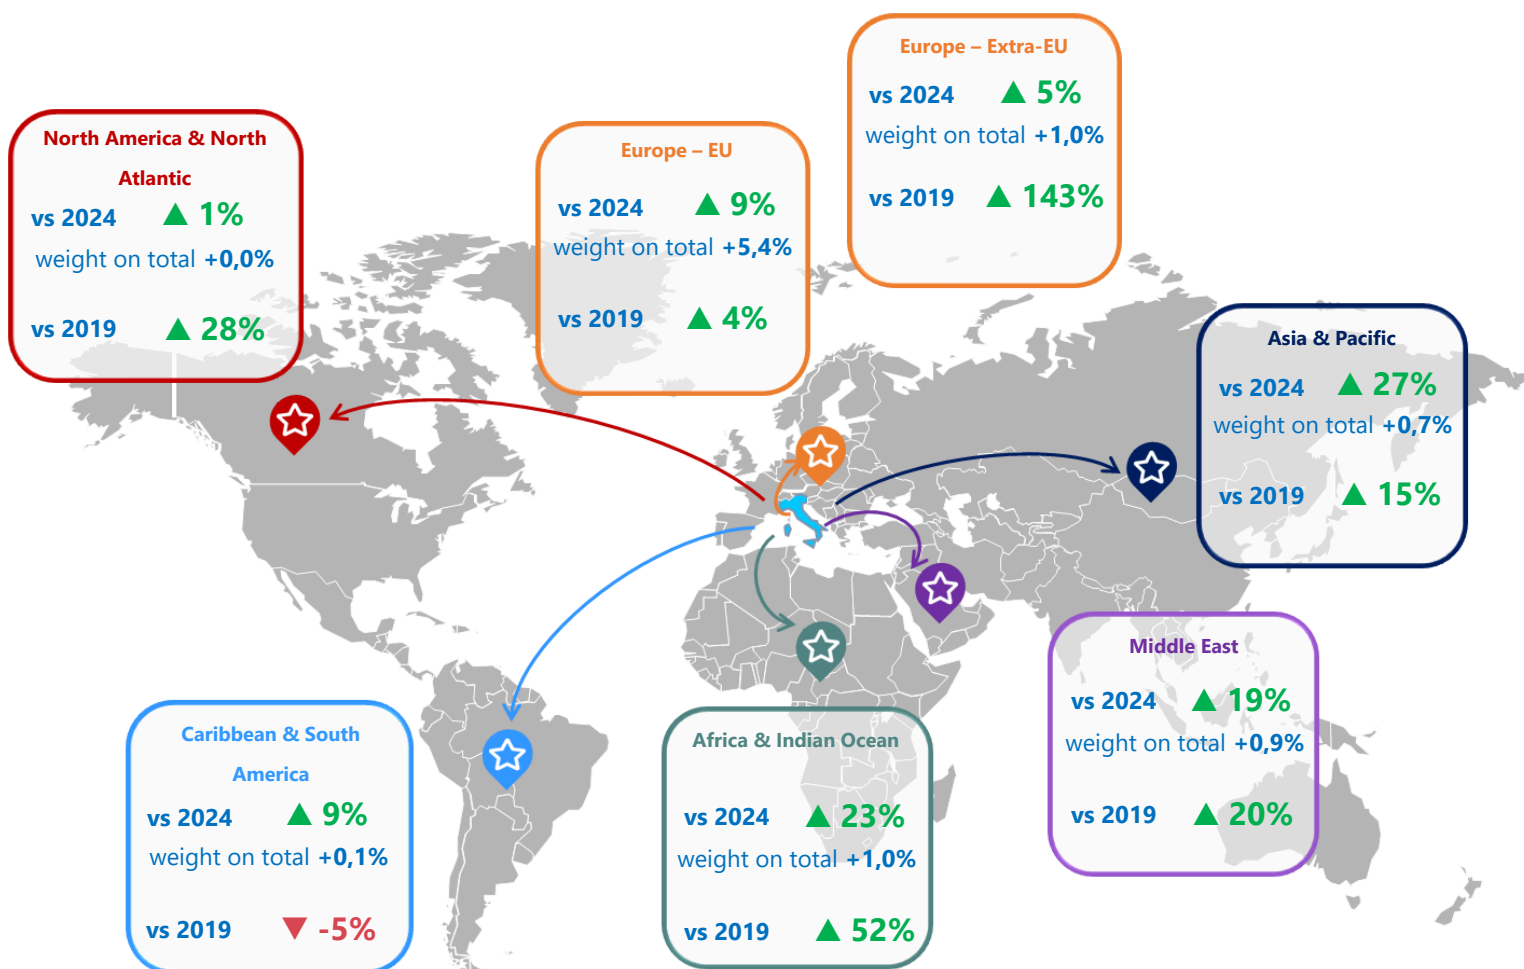 Europe – Extra-EU
vs 2024 ▲ 5%
weight on total +1,0%
vs 2019 ▲ 143%
North America & North
Atlantic
vs 2024 ▲ 1%
weight on total +0,0%
vs 2019 ▲ 28%
Europe – EU
vs 2024 ▲ 9%
weight on total +5,4%
vs 2019 ▲ 4%
Asia & Pacific
vs 2024 ▲ 27%
weight on total +0,7%
vs 2019 ▲ 15%
Middle East
vs 2024 ▲ 19%
weight on total +0,9%
vs 2019 ▲ 20%
Caribbean & South
America
vs 2024 ▲ 9%
weight on total +0,1%
vs 2019 ▼ -5%
Africa & Indian Ocean
vs 2024 ▲ 23%
weight on total +1,0%
vs 2019 ▲ 52%